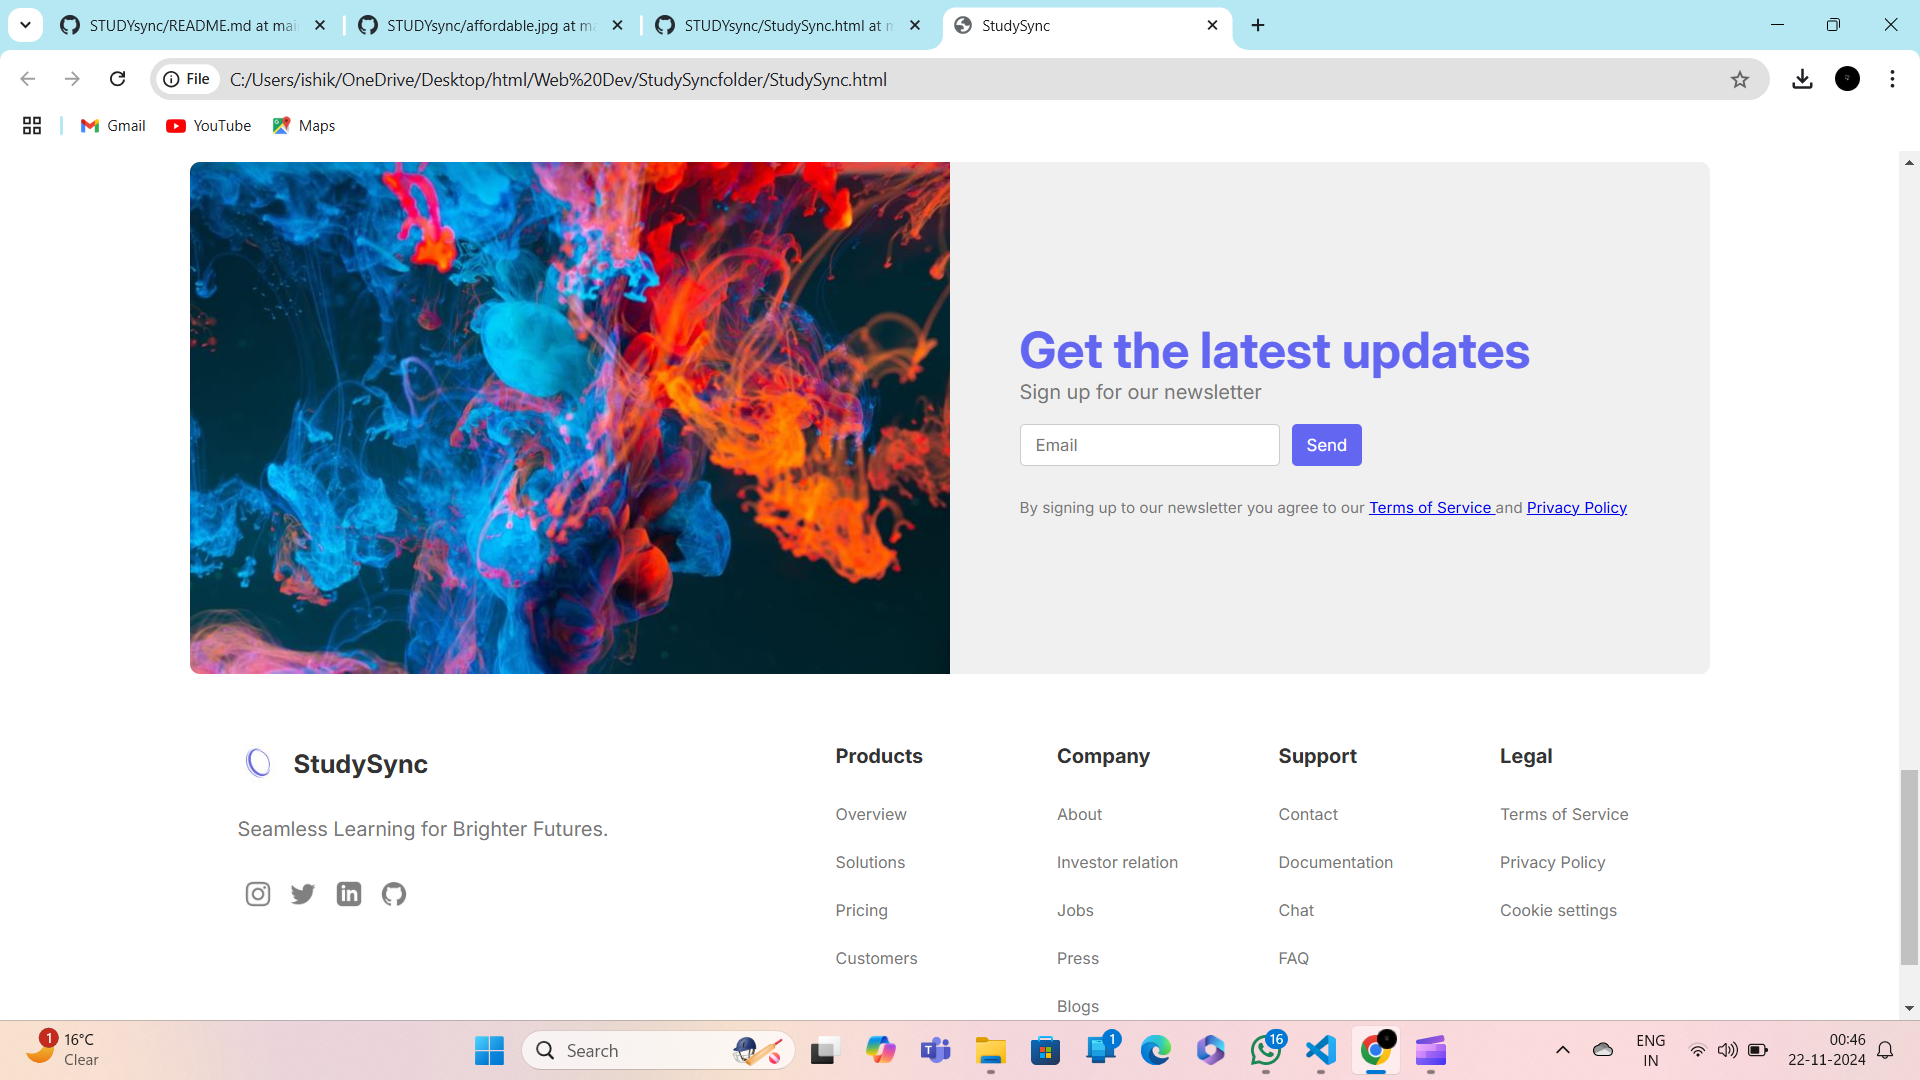 STUDYsync/README.md at mai
STUDYsync/affordable.jpg at ma
STUDYsync/StudySync.html at m
StudySync
File
C:/Users/ishik/OneDrive/Desktop/html/Web%20Dev/StudySyncfolder/StudySync.html
Gmail
YouTube
Maps
Get the latest updates
Sign up for our newsletter
Email
Send
By signing up to our newsletter you agree to our Terms of Service and Privacy Policy
StudySync
Seamless Learning for Brighter Futures.
in
Products
Overview
Solutions
Pricing
Customers
Company
About
Investor relation
Jobs
Press
Blogs
Support
Contact
Documentation
Chat
FAQ
Legal
Terms of Service
Privacy Policy
Cookie settings
1
16°C
Clear
Search
T
1
16
ENG
IN
00:46
22-11-2024